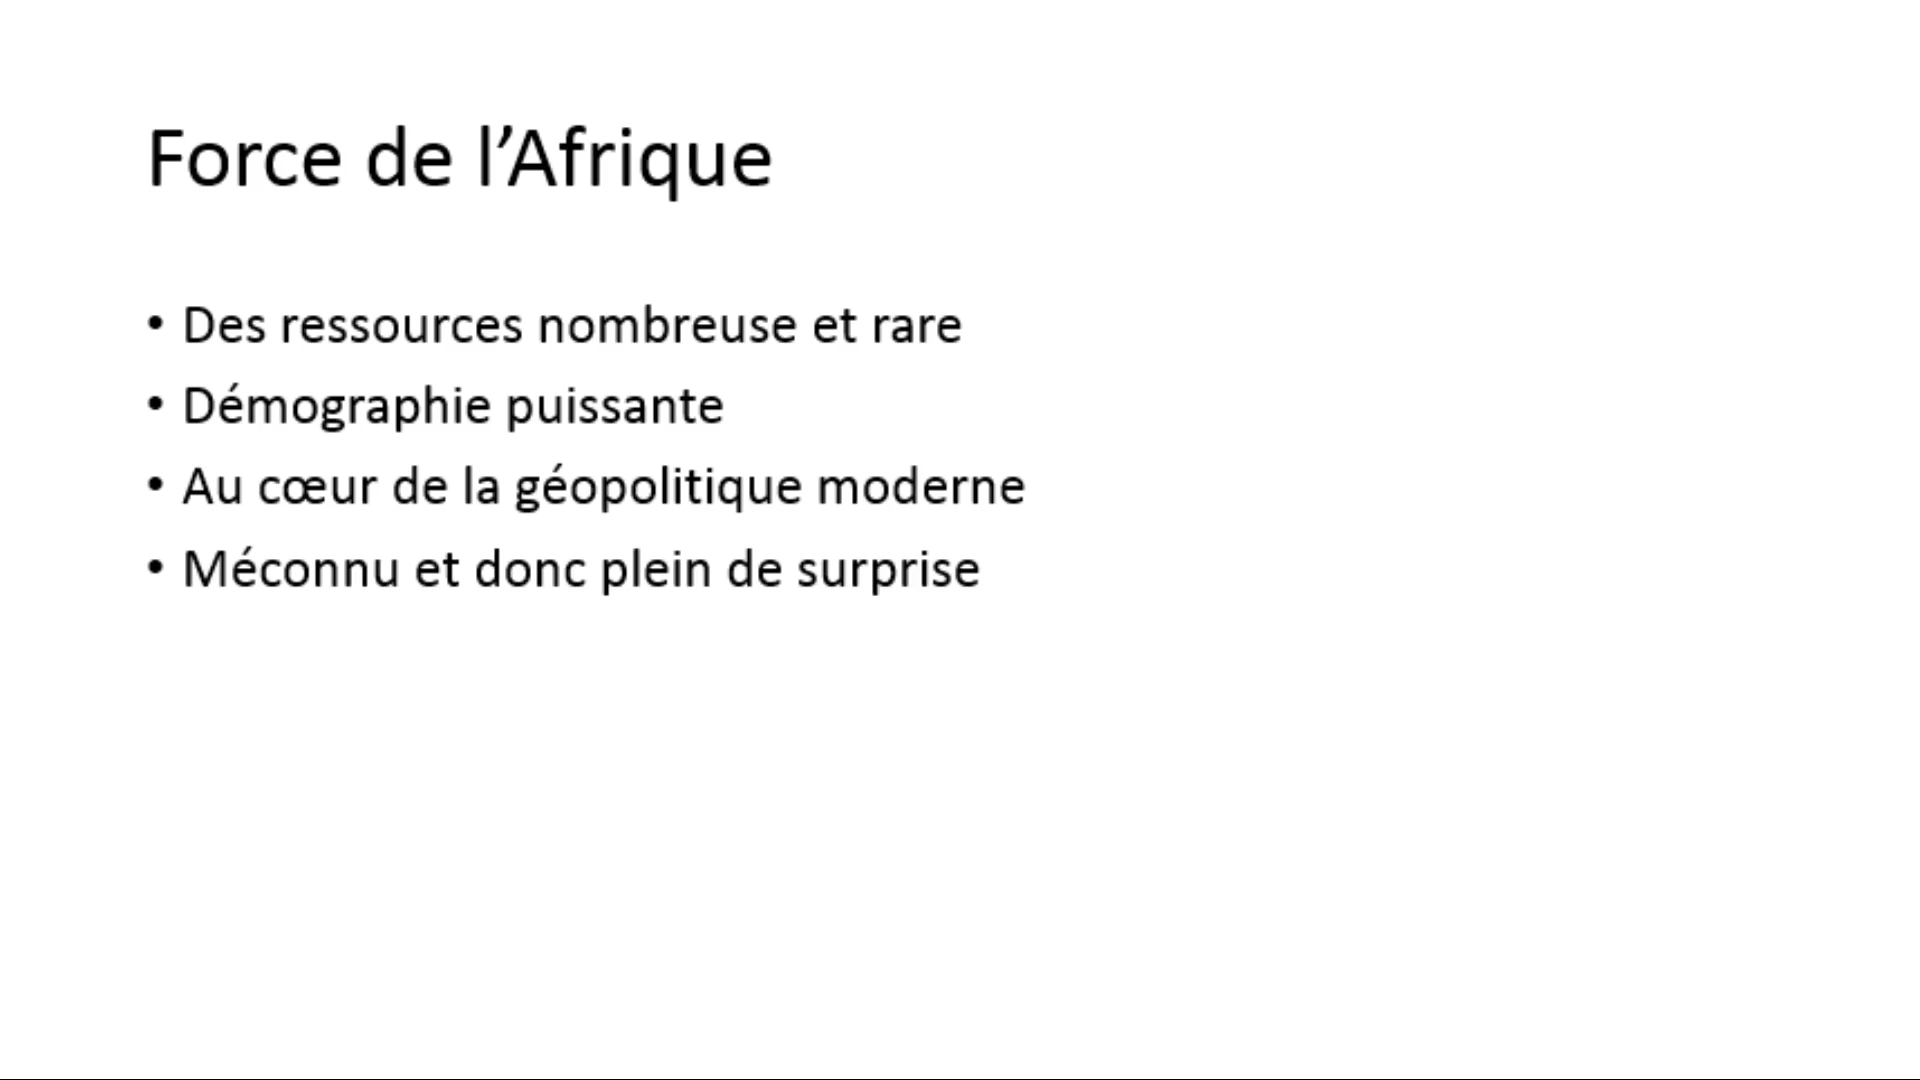 Force de l’Afrique
• Des ressources nombreuse et rare
• Démographie puissante
• Au cœur de la géopolitique moderne
• Méconnu et donc plein de surprise